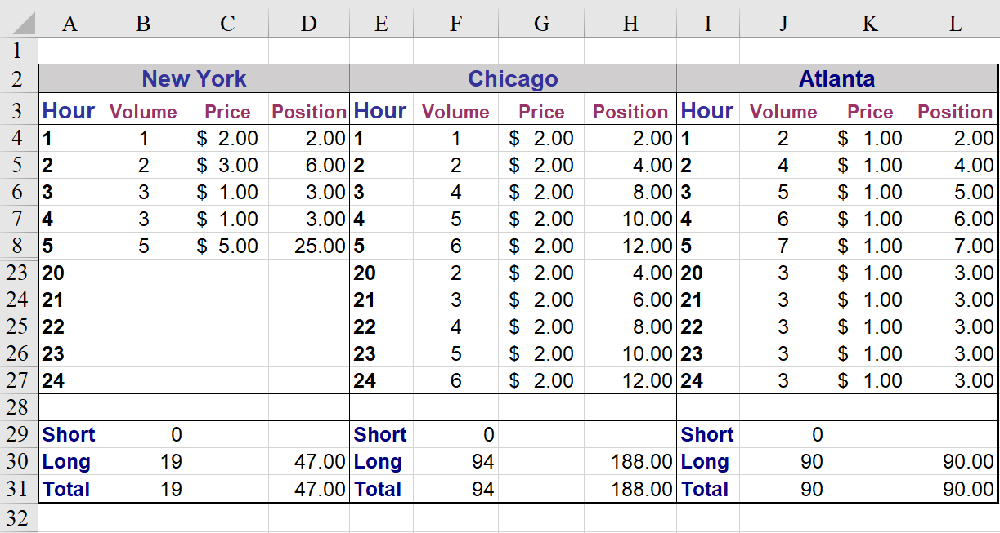 A B C D E F G H I J K L
1
2 New York Chicago Atlanta
3 Hour Volume Price Position Hour Volume Price Position Hour Volume Price Position
4 1 1 $ 2.00 2.00 1 1 $ 2.00 2.00 1 2 $ 1.00 2.00
5 2 2 $ 3.00 6.00 2 2 $ 2.00 4.00 2 4 $ 1.00 4.00
6 3 3 $ 1.00 3.00 3 4 $ 2.00 8.00 3 5 $ 1.00 5.00
7 4 3 $ 1.00 3.00 4 5 $ 2.00 10.00 4 6 $ 1.00 6.00
8 5 5 $ 5.00 25.00 5 6 $ 2.00 12.00 5 7 $ 1.00 7.00
23 20 20 2 $ 2.00 4.00 20 3 $ 1.00 3.00
24 21 21 3 $ 2.00 6.00 21 3 $ 1.00 3.00
25 22 22 4 $ 2.00 8.00 22 3 $ 1.00 3.00
26 23 23 5 $ 2.00 10.00 23 3 $ 1.00 3.00
27 24 24 6 $ 2.00 12.00 24 3 $ 1.00 3.00
28
29 Short 0 Short 0 Short 0
30 Long 19 47.00 Long 94 188.00 Long 90 90.00
31 Total 19 47.00 Total 94 188.00 Total 90 90.00
32